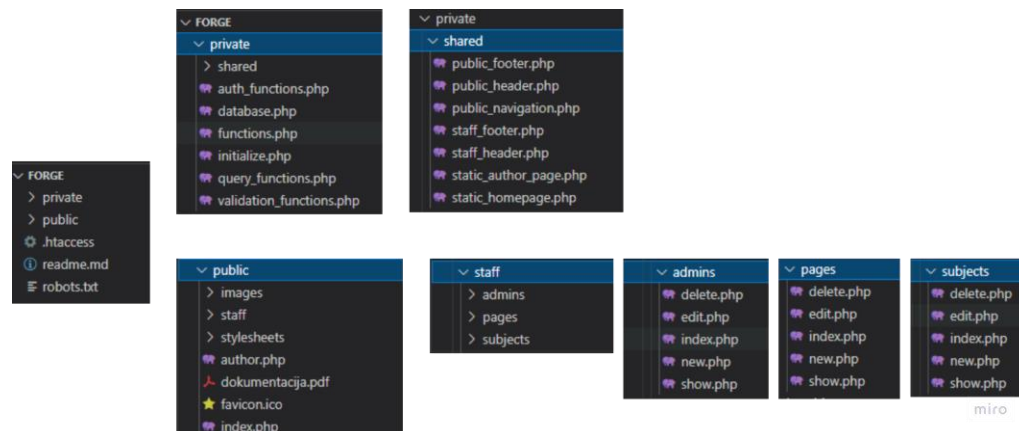 FORGE
private
public
.htaccess
readme.md
robots.txt
FORGE
private
shared
auth_functions.php
database.php
functions.php
initialize.php
query_functions.php
validation_functions.php
private
shared
public_footer.php
public_header.php
public_navigation.php
staff_footer.php
staff_header.php
static_author_page.php
static_homepage.php
public
images
staff
stylesheets
author.php
dokumentacija.pdf
favicon.ico
index.php
staff
admins
pages
subjects
admins
delete.php
edit.php
index.php
new.php
show.php
pages
delete.php
edit.php
index.php
new.php
show.php
subjects
delete.php
edit.php
index.php
new.php
show.php
miro